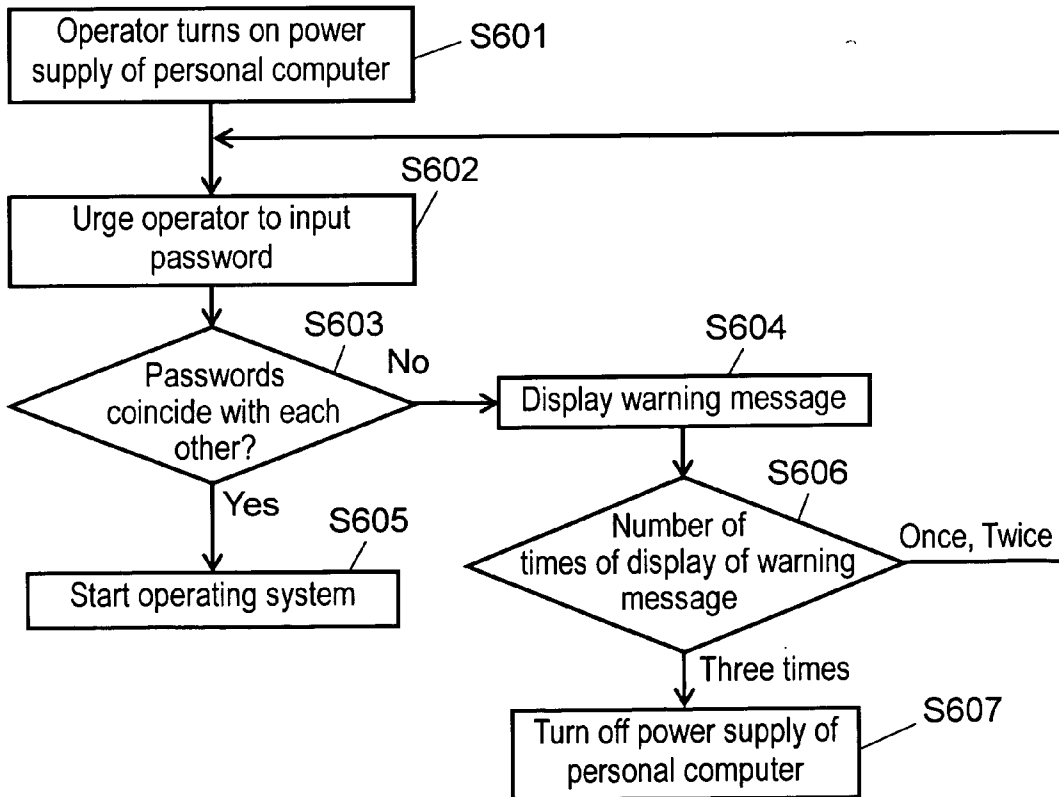 Operator turns on power
supply of personal computer
S601
S602
Urge operator to input
password
S603
Passwords
coincide with each
other?
No
Yes
S604
Display warning message
S605
Start operating system
S606
Number of
times of display of warning
message
Once, Twice
Three times
S607
Turn off power supply of
personal computer